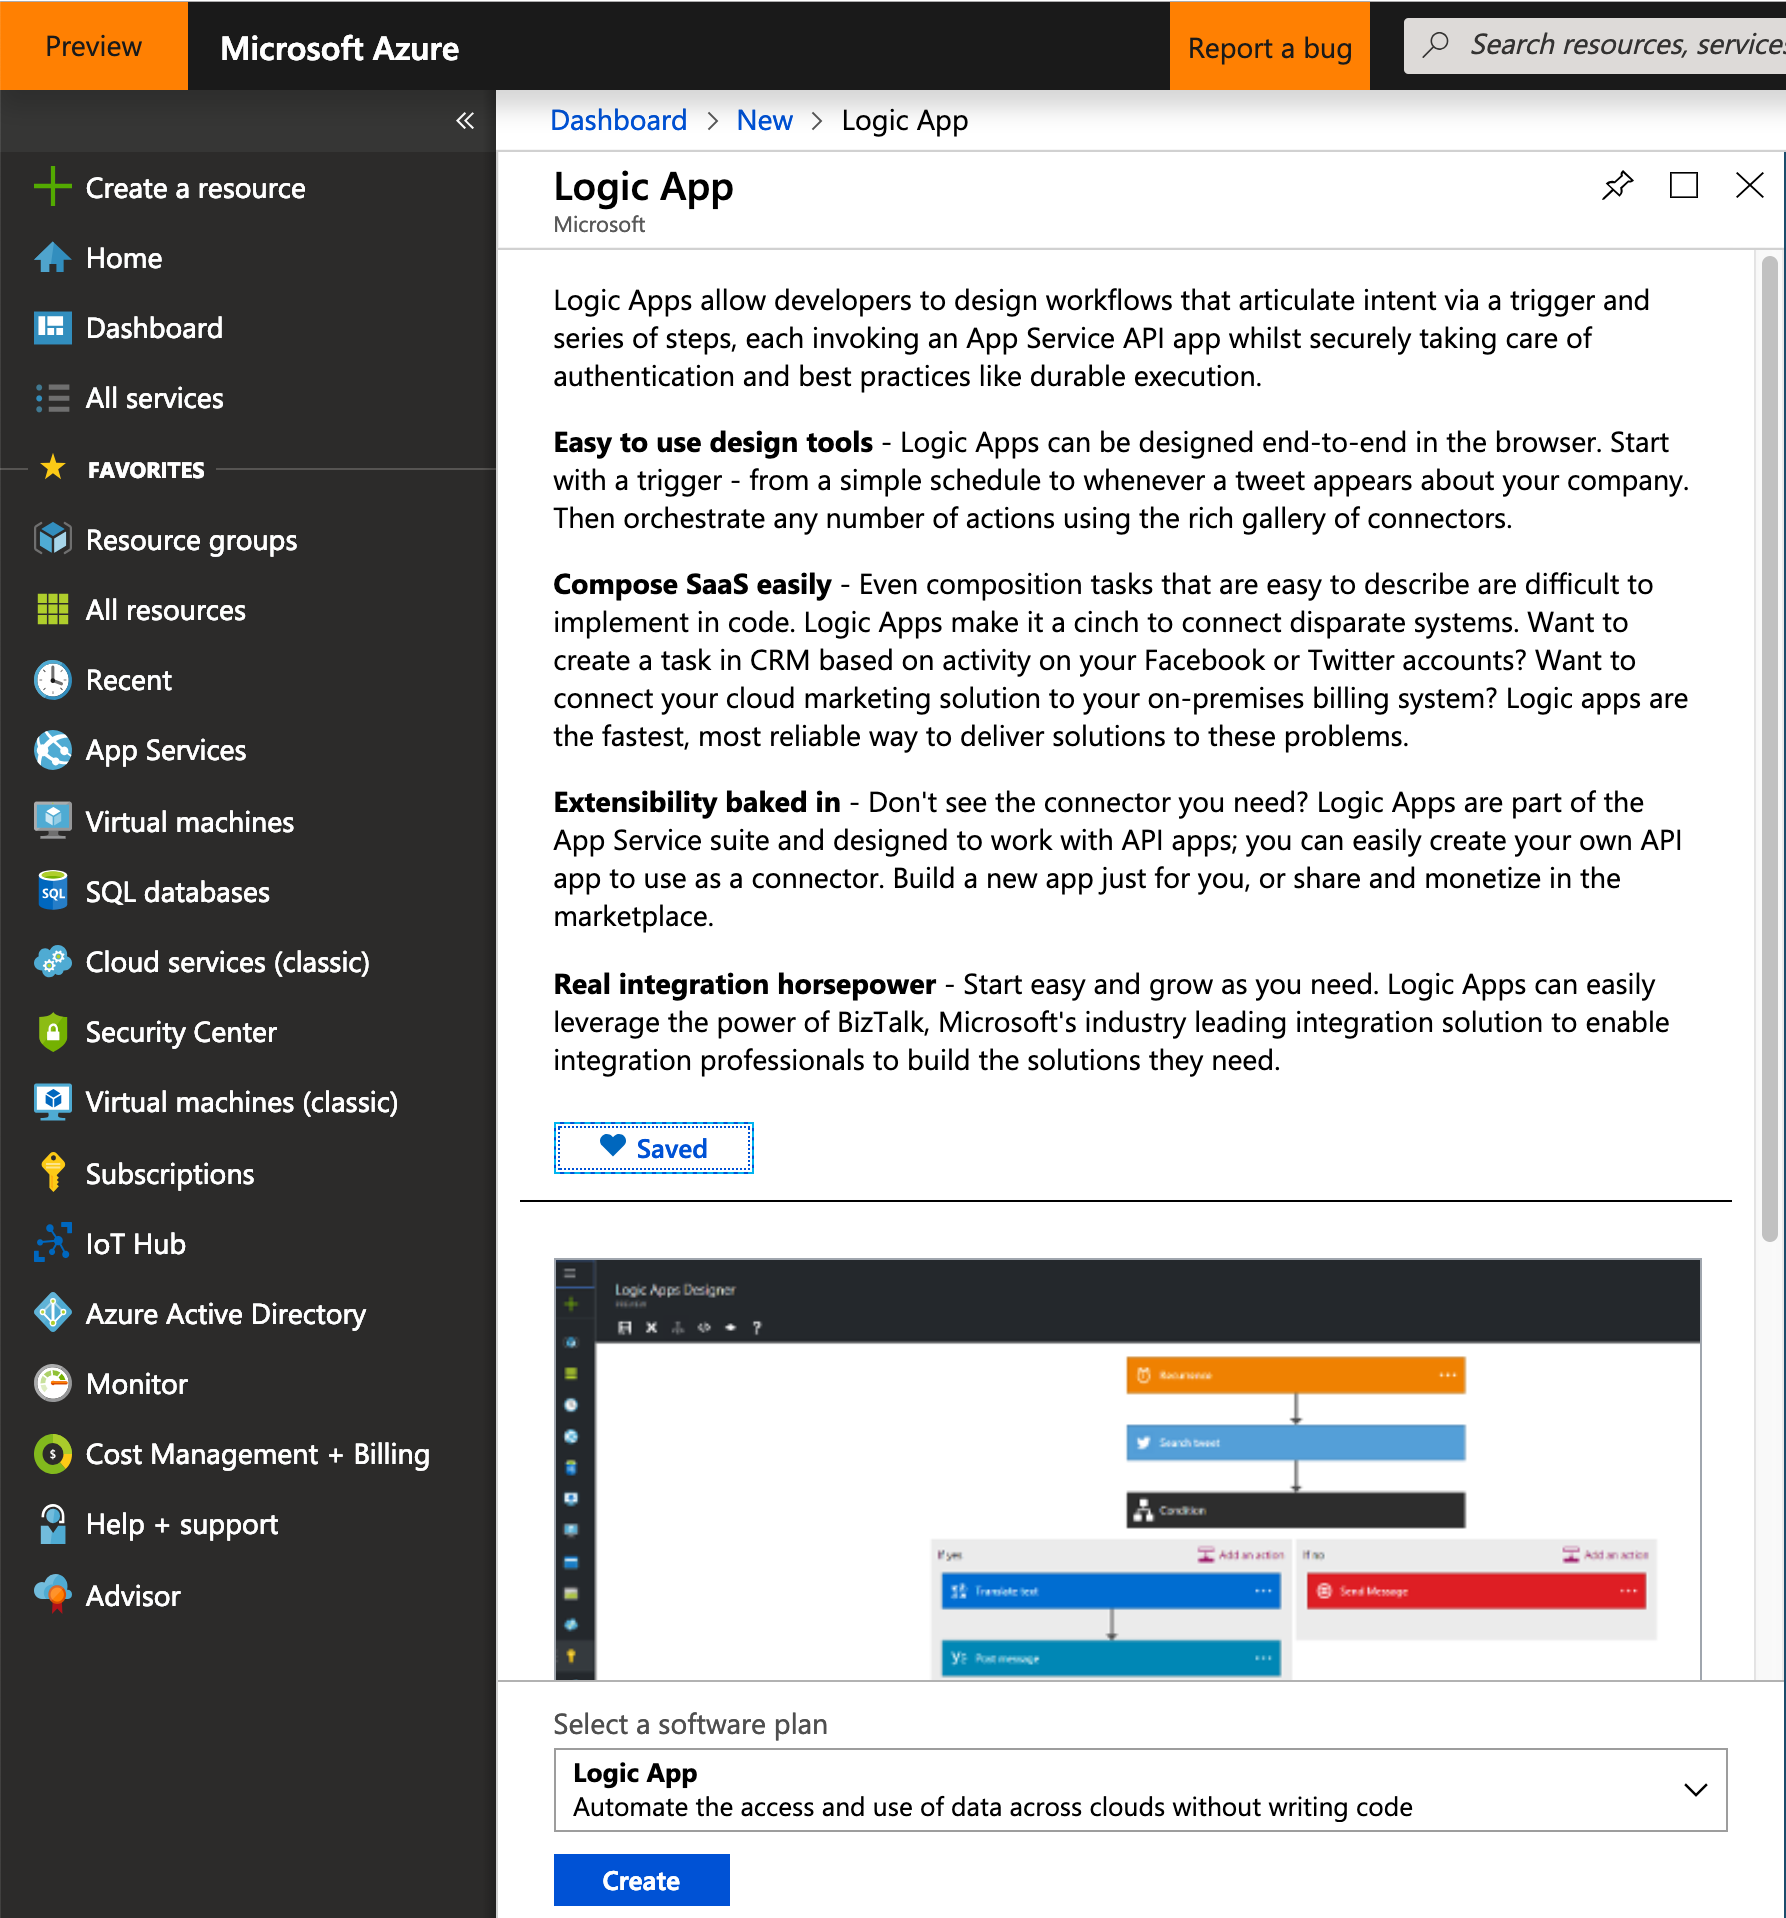 Preview
Microsoft Azure
Report a bug
Search resources, services
Dashboard > New > Logic App
Create a resource
Home
Dashboard
All services
FAVORITES
Resource groups
All resources
Recent
App Services
Virtual machines
SQL
SQL databases
Cloud services (classic)
Security Center
Virtual machines (classic)
Subscriptions
IoT Hub
Azure Active Directory
Monitor
Cost Management + Billing
Help + support
Advisor
Logic App
Microsoft
Logic Apps allow developers to design workflows that articulate intent via a trigger and
series of steps, each invoking an App Service API app whilst securely taking care of
authentication and best practices like durable execution.
Easy to use design tools - Logic Apps can be designed end-to-end in the browser. Start
with a trigger - from a simple schedule to whenever a tweet appears about your company.
Then orchestrate any number of actions using the rich gallery of connectors.
Compose SaaS easily - Even composition tasks that are easy to describe are difficult to
implement in code. Logic Apps make it a cinch to connect disparate systems. Want to
create a task in CRM based on activity on your Facebook or Twitter accounts? Want to
connect your cloud marketing solution to your on-premises billing system? Logic apps are
the fastest, most reliable way to deliver solutions to these problems.
Extensibility baked in - Don't see the connector you need? Logic Apps are part of the
App Service suite and designed to work with API apps; you can easily create your own API
app to use as a connector. Build a new app just for you, or share and monetize in the
marketplace.
Real integration horsepower - Start easy and grow as you need. Logic Apps can easily
leverage the power of BizTalk, Microsoft's industry leading integration solution to enable
integration professionals to build the solutions they need.
Saved
Logic Apps Designer
Recurrence
Search tweet
Condition
If yes
Add an action
If no
Add an action
Translate text
Send Message
Post message
Select a software plan
Logic App
Automate the access and use of data across clouds without writing code
Create